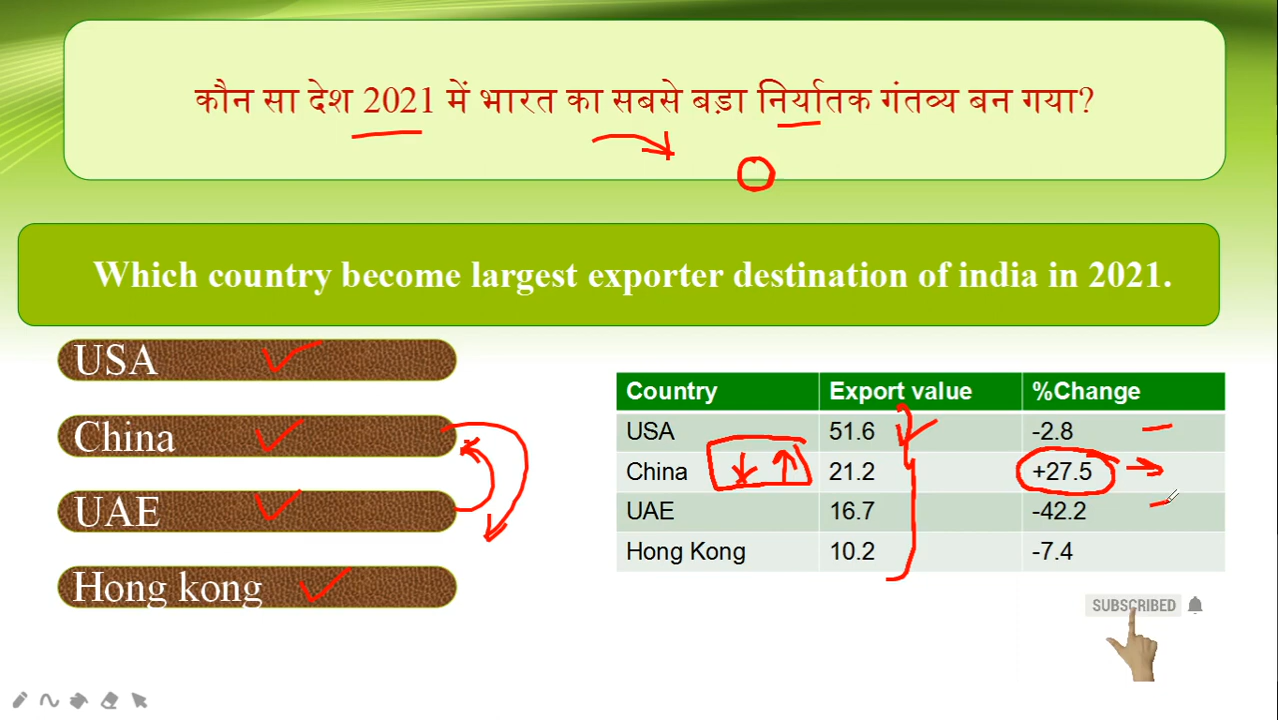 कौन सा देश 2021 में भारत का सबसे बड़ा निर्यातक गंतव्य बन गया?
Which country become largest exporter destination of india in 2021.
USA
China
UAE
Hong kong
Country Export value %Change
USA 51.6 -2.8
China 21.2 +27.5
UAE 16.7 -42.2
Hong Kong 10.2 -7.4
SUBSCRIBED